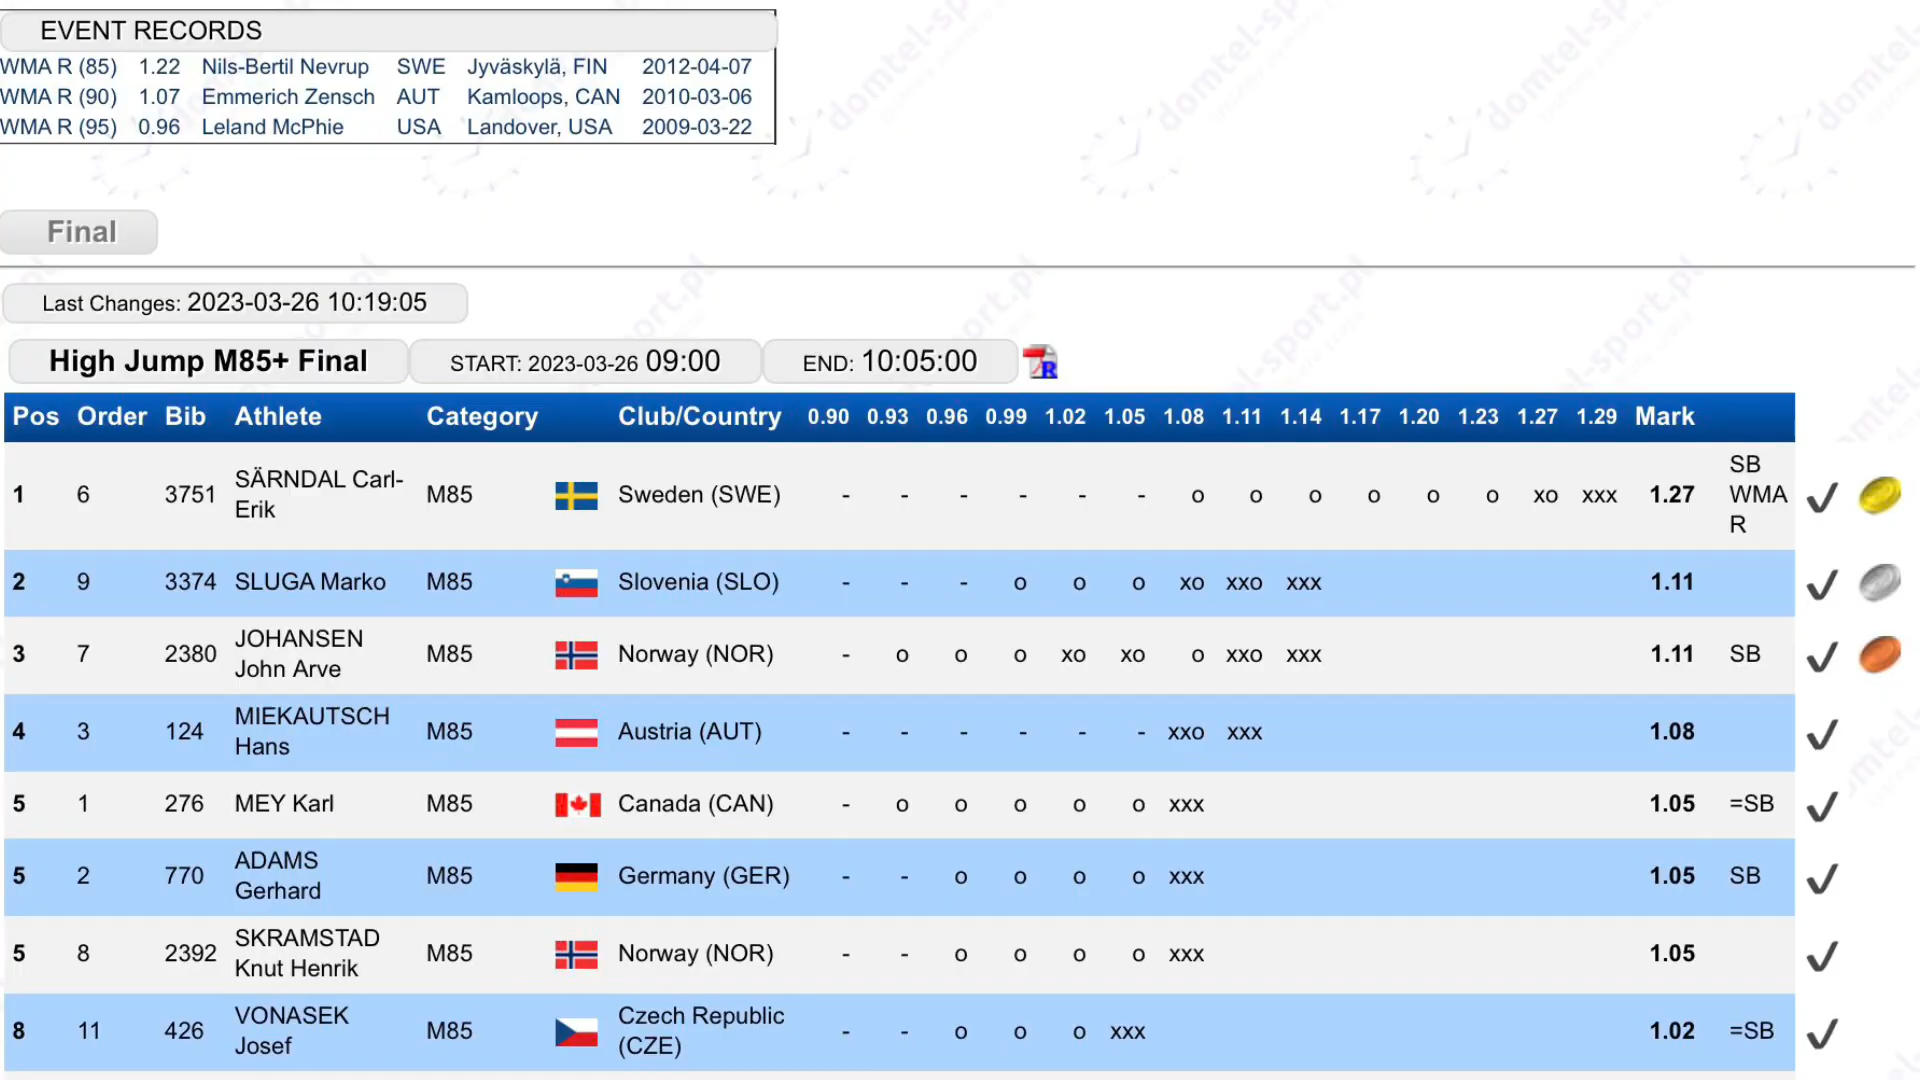 EVENT RECORDS
WMA R (85) 1.22 Nils-Bertil Nevrup SWE Jyväskylä, FIN 2012-04-07
WMA R (90) 1.07 Emmerich Zensch AUT Kamloops, CAN 2010-03-06
WMA R (95) 0.96 Leland McPhie USA Landover, USA 2009-03-22
Final
Last Changes: 2023-03-26 10:19:05
High Jump M85+ Final START: 2023-03-26 09:00 END: 10:05:00
Pos Order Bib Athlete Category Club/Country 0.90 0.93 0.96 0.99 1.02 1.05 1.08 1.11 1.14 1.17 1.20 1.23 1.27 1.29 Mark
1 6 3751 SÄRNDAL Carl-Erik M85 Sweden (SWE) - - - - - - o o o o o o xo xxx 1.27 SB WMA R
2 9 3374 SLUGA Marko M85 Slovenia (SLO) - - - o o o xo xxo xxx 1.11
3 7 2380 JOHANSEN John Arve M85 Norway (NOR) - o o o xo xo o xxo xxx 1.11 SB
4 3 124 MIEKAUTSCH Hans M85 Austria (AUT) - - - - - - xxo xxx 1.08
5 1 276 MEY Karl M85 Canada (CAN) - o o o o o xxx 1.05 =SB
5 2 770 ADAMS Gerhard M85 Germany (GER) - - o o o o xxx 1.05 SB
5 8 2392 SKRAMSTAD Knut Henrik M85 Norway (NOR) - - o o o o xxx 1.05
8 11 426 VONASEK Josef M85 Czech Republic (CZE) - - o o o xxx 1.02 =SB
domtel-sport.pl